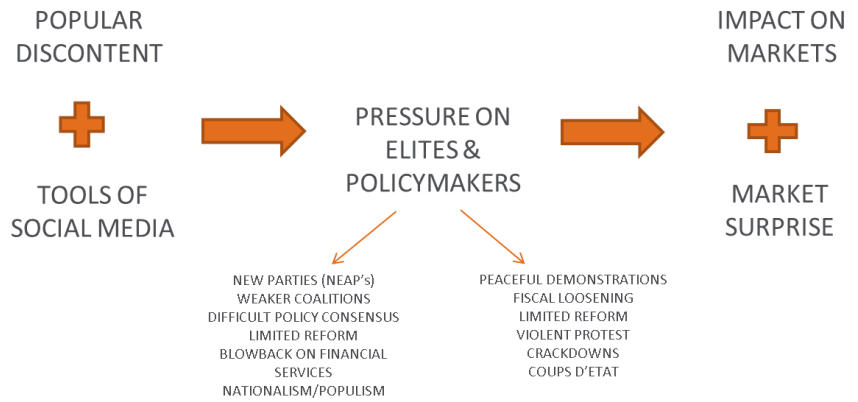 POPULAR
DISCONTENT
TOOLS OF
SOCIAL MEDIA
PRESSURE ON
ELITES &
POLICYMAKERS
IMPACT ON
MARKETS
MARKET
SURPRISE
NEW PARTIES (NEAP's)
WEAKER COALITIONS
DIFFICULT POLICY CONSENSUS
LIMITED REFORM
BLOWBACK ON FINANCIAL
SERVICES
NATIONALISM/POPULISM
PEACEFUL DEMONSTRATIONS
FISCAL LOOSENING
LIMITED REFORM
VIOLENT PROTEST
CRACKDOWNS
COUPS D'ETAT